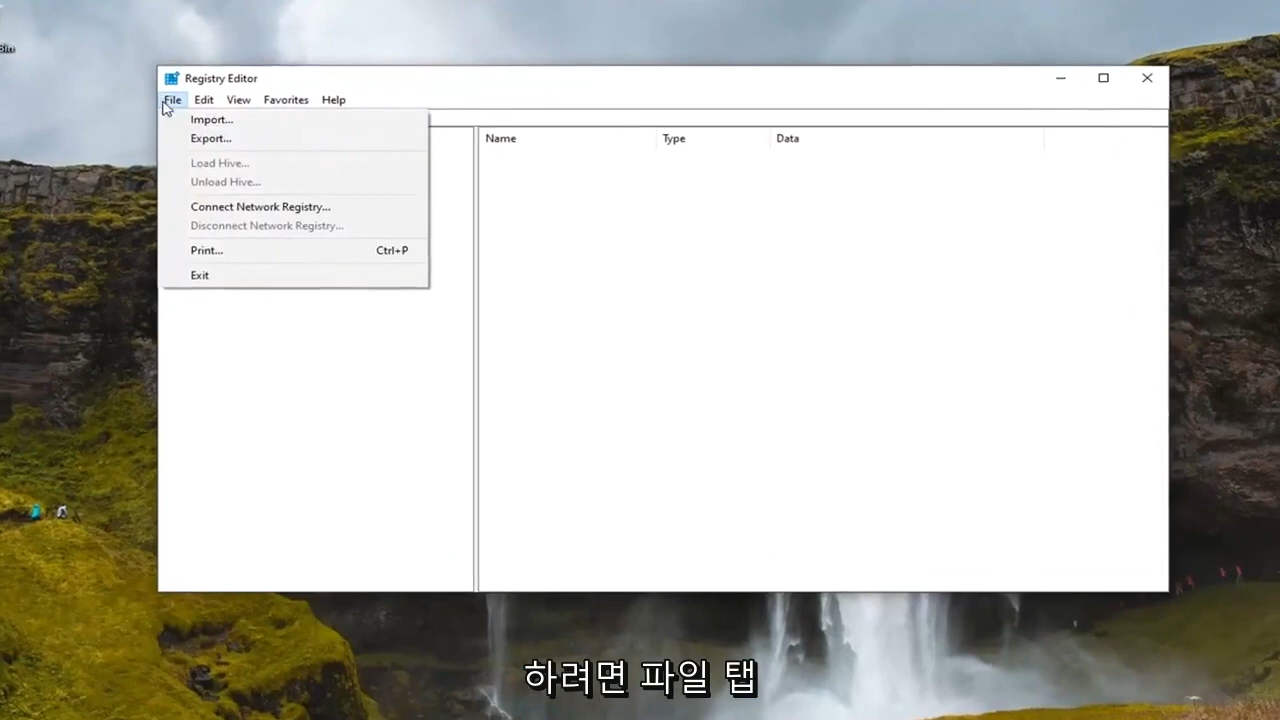 Bin
Registry Editor
File Edit View Favorites Help
Import...
Export...
Load Hive...
Unload Hive...
Connect Network Registry...
Disconnect Network Registry...
Print... Ctrl+P
Exit
Name Type Data
하려면 파일 탭